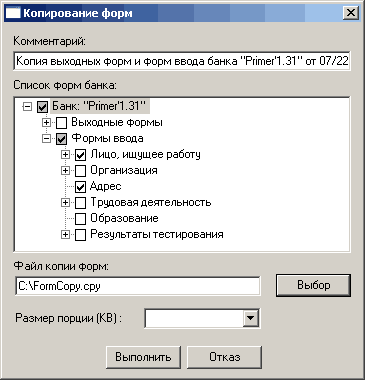 Копирование форм
Комментарий:
Копия выходных форм и форм ввода банка "Primer'1.31" от 07/22
Список форм банка:
Банк: "Primer'1.31"
Выходные формы
Формы ввода
Лицо, ищущее работу
Организация
Адрес
Трудовая деятельность
Образование
Результаты тестирования
Файл копии форм:
C:\FormCopy.cpy
Выбор
Размер порции (КВ) :
Выполнить
Отказ